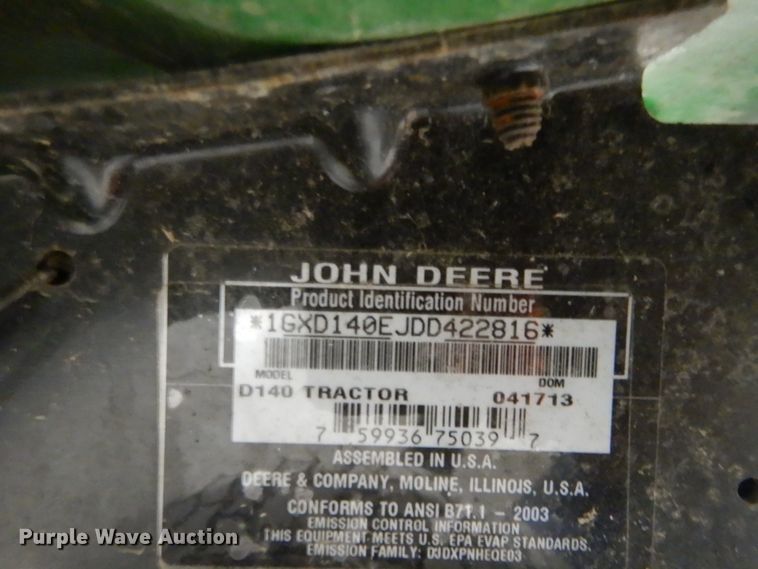 JOHN DEERE
Product Identification Number
*1GXD140EJDD422816*
MODEL DOM
D140 TRACTOR 041713
7 59936 75039 7
ASSEMBLED IN U.S.A.
DEERE & COMPANY, MOLINE, ILLINOIS, U.S.A.
CONFORMS TO ANSI B71.1 - 2003
EMISSION CONTROL INFORMATION
THIS EQUIPMENT MEETS U.S. EPA EVAP STANDARDS.
EMISSION FAMILY: DJDXPNHEQE03
Purple Wave Auction